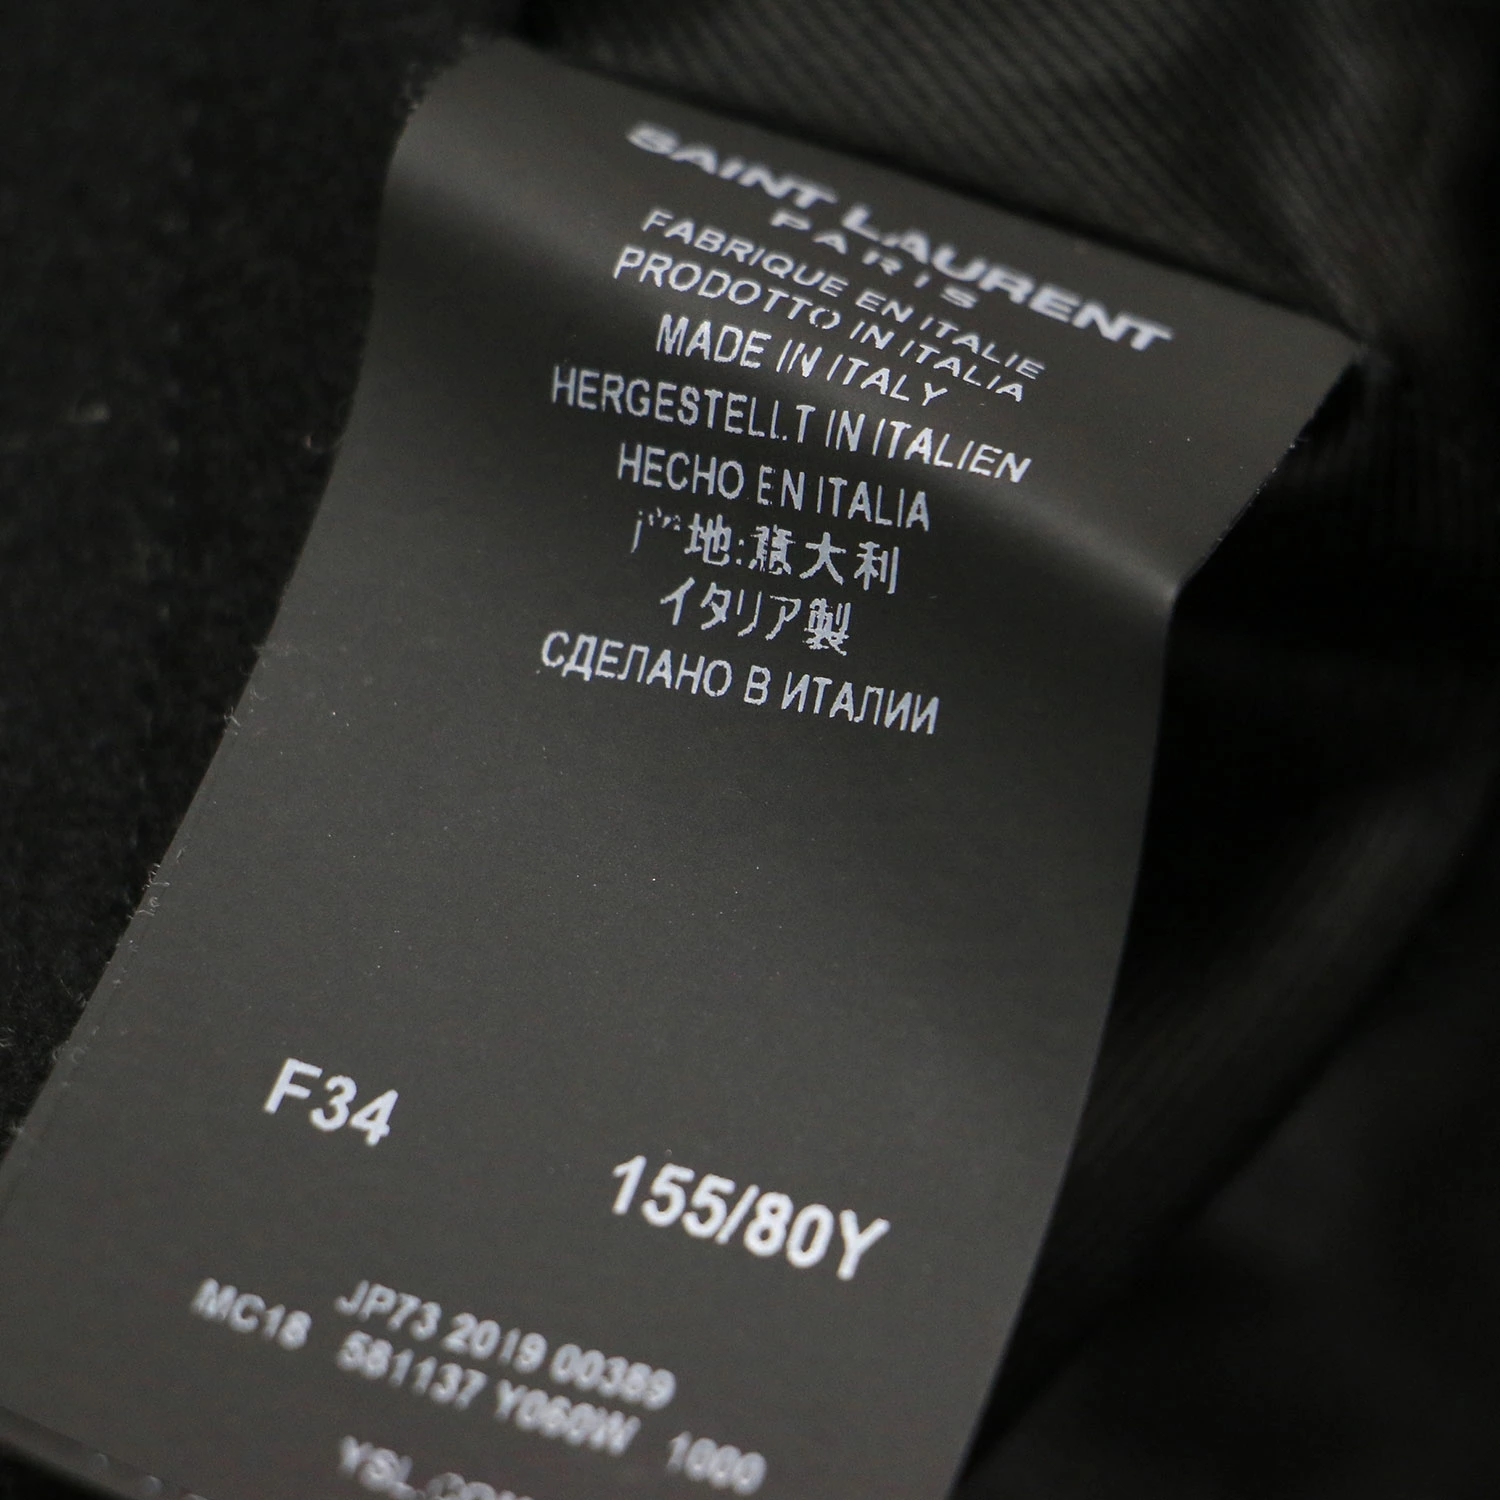 SAINT LAURENT
PARIS
FABRIQUE EN ITALIE
PRODOTTO IN ITALIA
MADE IN ITALY
HERGESTELLT IN ITALIEN
HECHO EN ITALIA
产地:意大利
イタリア製
СДЕЛАНО В ИТАЛИИ
F34
155/80Y
JP73 2019 00389
MC18 581137 Y060W 1000
YSL.COM